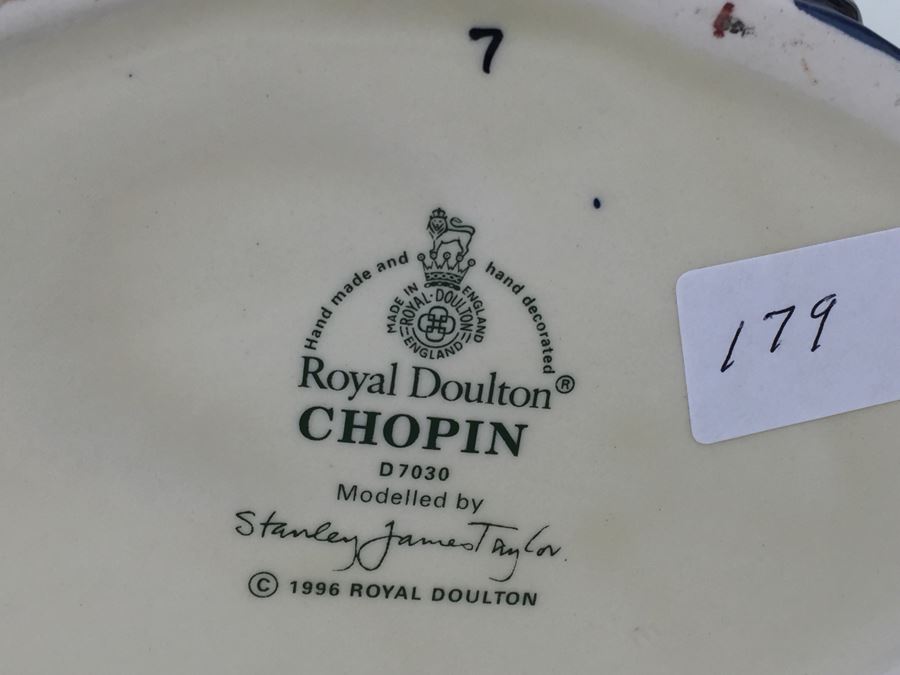 7
Hand made and hand decorated
MADE IN ENGLAND
ROYAL·DOULTON
ENGLAND
Royal Doulton®
CHOPIN
D7030
Modelled by
Stanley James Taylor.
© 1996 ROYAL DOULTON
179